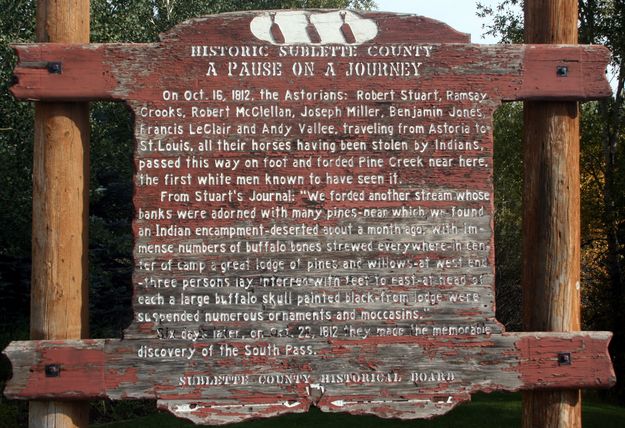 HISTORIC SUBLETTE COUNTY
A PAUSE ON A JOURNEY
On Oct. 16, 1812, the Astorians: Robert Stuart, Ramsay
Crooks, Robert McClellan, Joseph Miller, Benjamin Jones,
Francis LeClair and Andy Vallee, traveling from Astoria to
St.Louis, all their horses having been stolen by Indians,
passed this way on foot and forded Pine Creek near here,
the first white men known to have seen it.
From Stuart's Journal: "We forded another stream whose
banks were adorned with many pines-near which we found
an Indian encampment-deserted about a month ago, with im-
mense numbers of buffalo bones strewed everywhere-in cen-
ter of camp a great lodge of pines and willows-at west end
-three persons lay interred with feet to east-at head of
each a large buffalo skull painted black-from lodge were
suspended numerous ornaments and moccasins."
Six days later, on Oct. 22, 1812 they made the memorable
discovery of the South Pass.
SUBLETTE COUNTY HISTORICAL BOARD